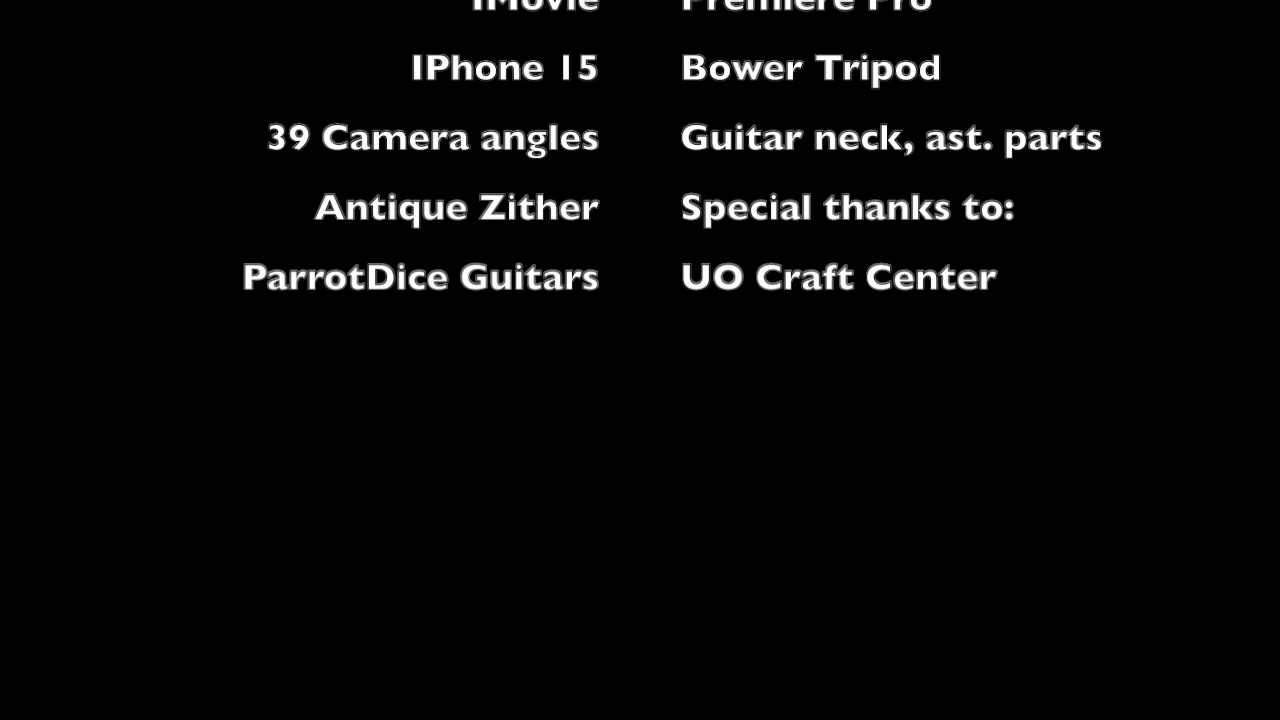 iMovie Premiere Pro
IPhone 15 Bower Tripod
39 Camera angles Guitar neck, ast. parts
Antique Zither Special thanks to:
ParrotDice Guitars UO Craft Center